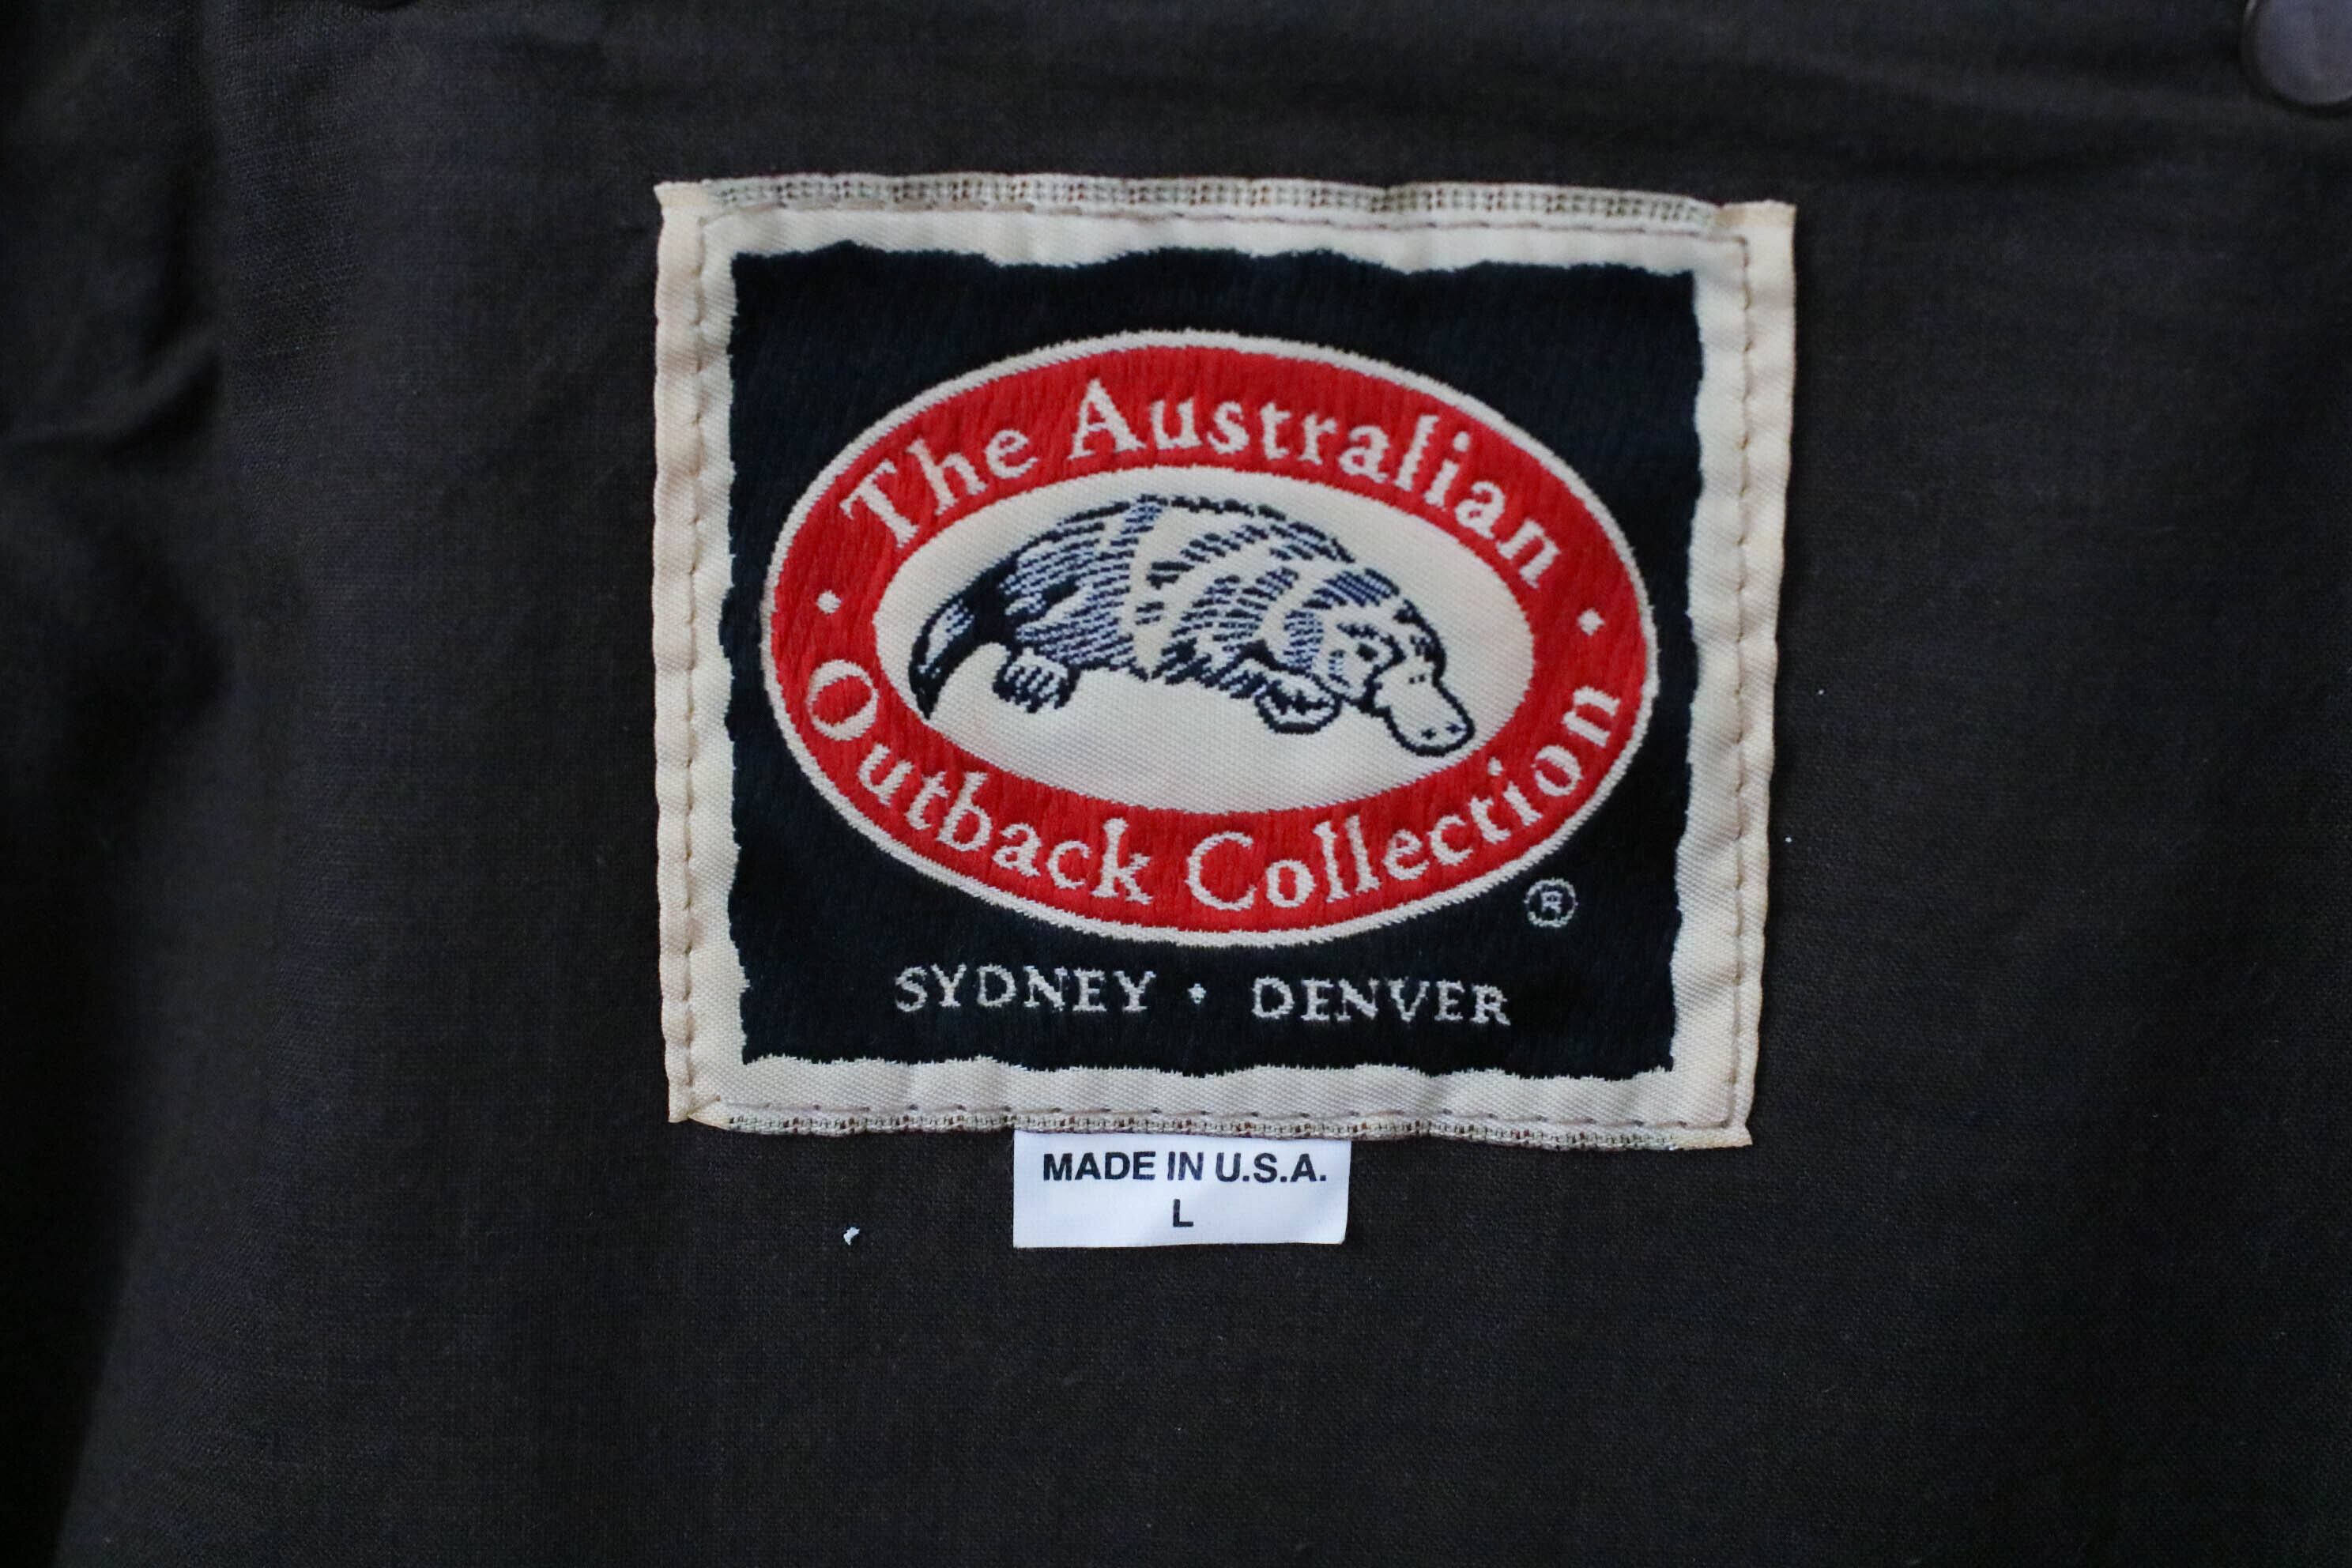 The Australian
Outback Collection
®
SYDNEY • DENVER
MADE IN U.S.A.
L